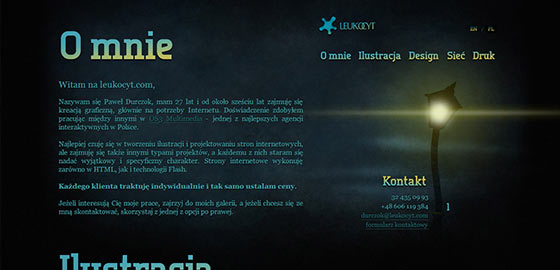 LEUKOCYT
EN | PL
O mnie
O mnie Ilustracja Design Sieć Druk
Witam na leukocyt.com,
Nazywam się Paweł Durczok, mam 27 lat i od około sześciu lat zajmuję się
kreacją graficzną, głównie na potrzeby Internetu. Doświadczenie zdobyłem
pracując między innymi w OS3 Multimedia - jednej z najlepszych agencji
interaktywnych w Polsce.
Najlepiej czuję się w tworzeniu ilustracji i projektowaniu stron internetowych,
ale zajmuję się także innymi typami projektów, a każdemu z nich staram się
nadać wyjątkowy i specyficzny charakter. Strony internetowe wykonuję
zarówno w HTML, jak i technologii Flash.
Każdego klienta traktuję indywidualnie i tak samo ustalam ceny.
Jeżeli interesują Cię moje prace, zajrzyj do moich galerii, a jeżeli chcesz się ze
mną skontaktować, skorzystaj z jednej z opcji po prawej.
Kontakt
32 435 09 93
+48 606 119 384
durczok@leukocyt.com
formularz kontaktowy
Ilustracja